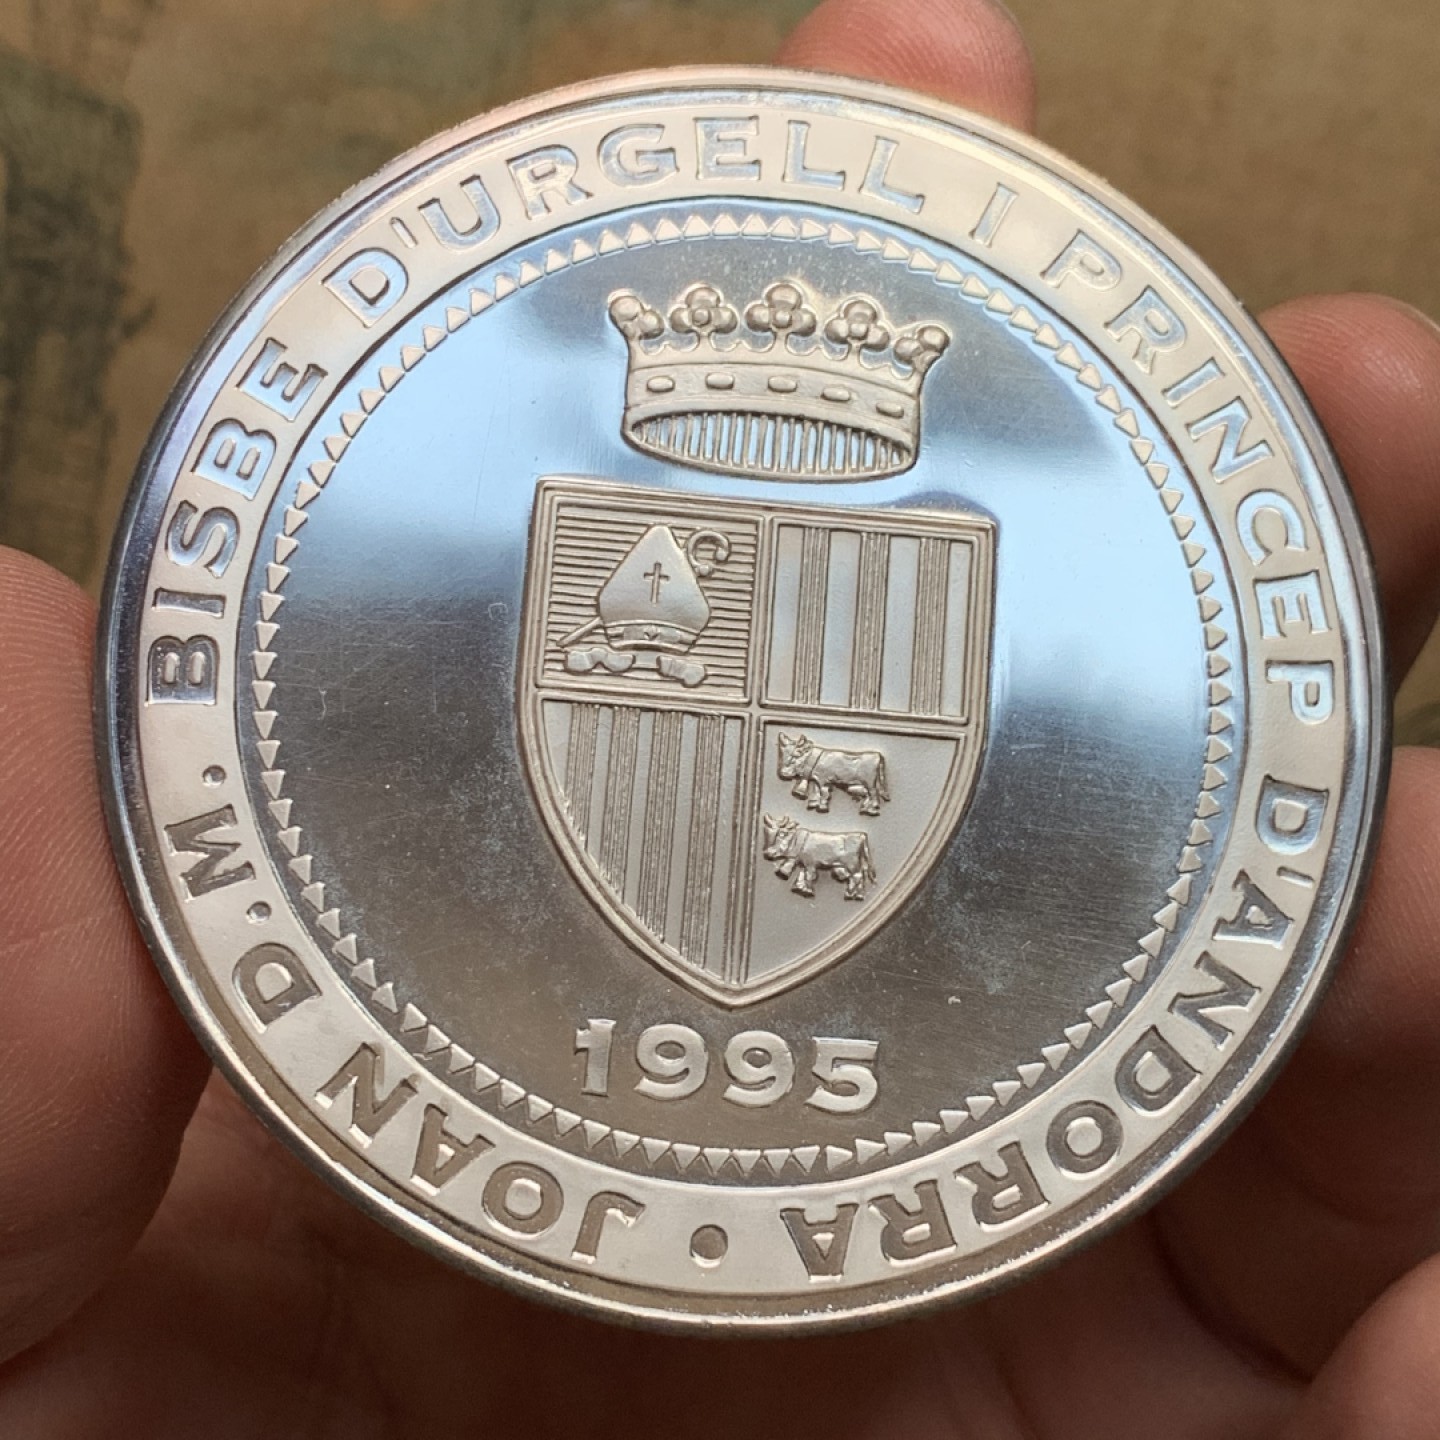 JOAN D.M. BISBE D'URGELL I PRINCEP D'ANDORRA •
1995